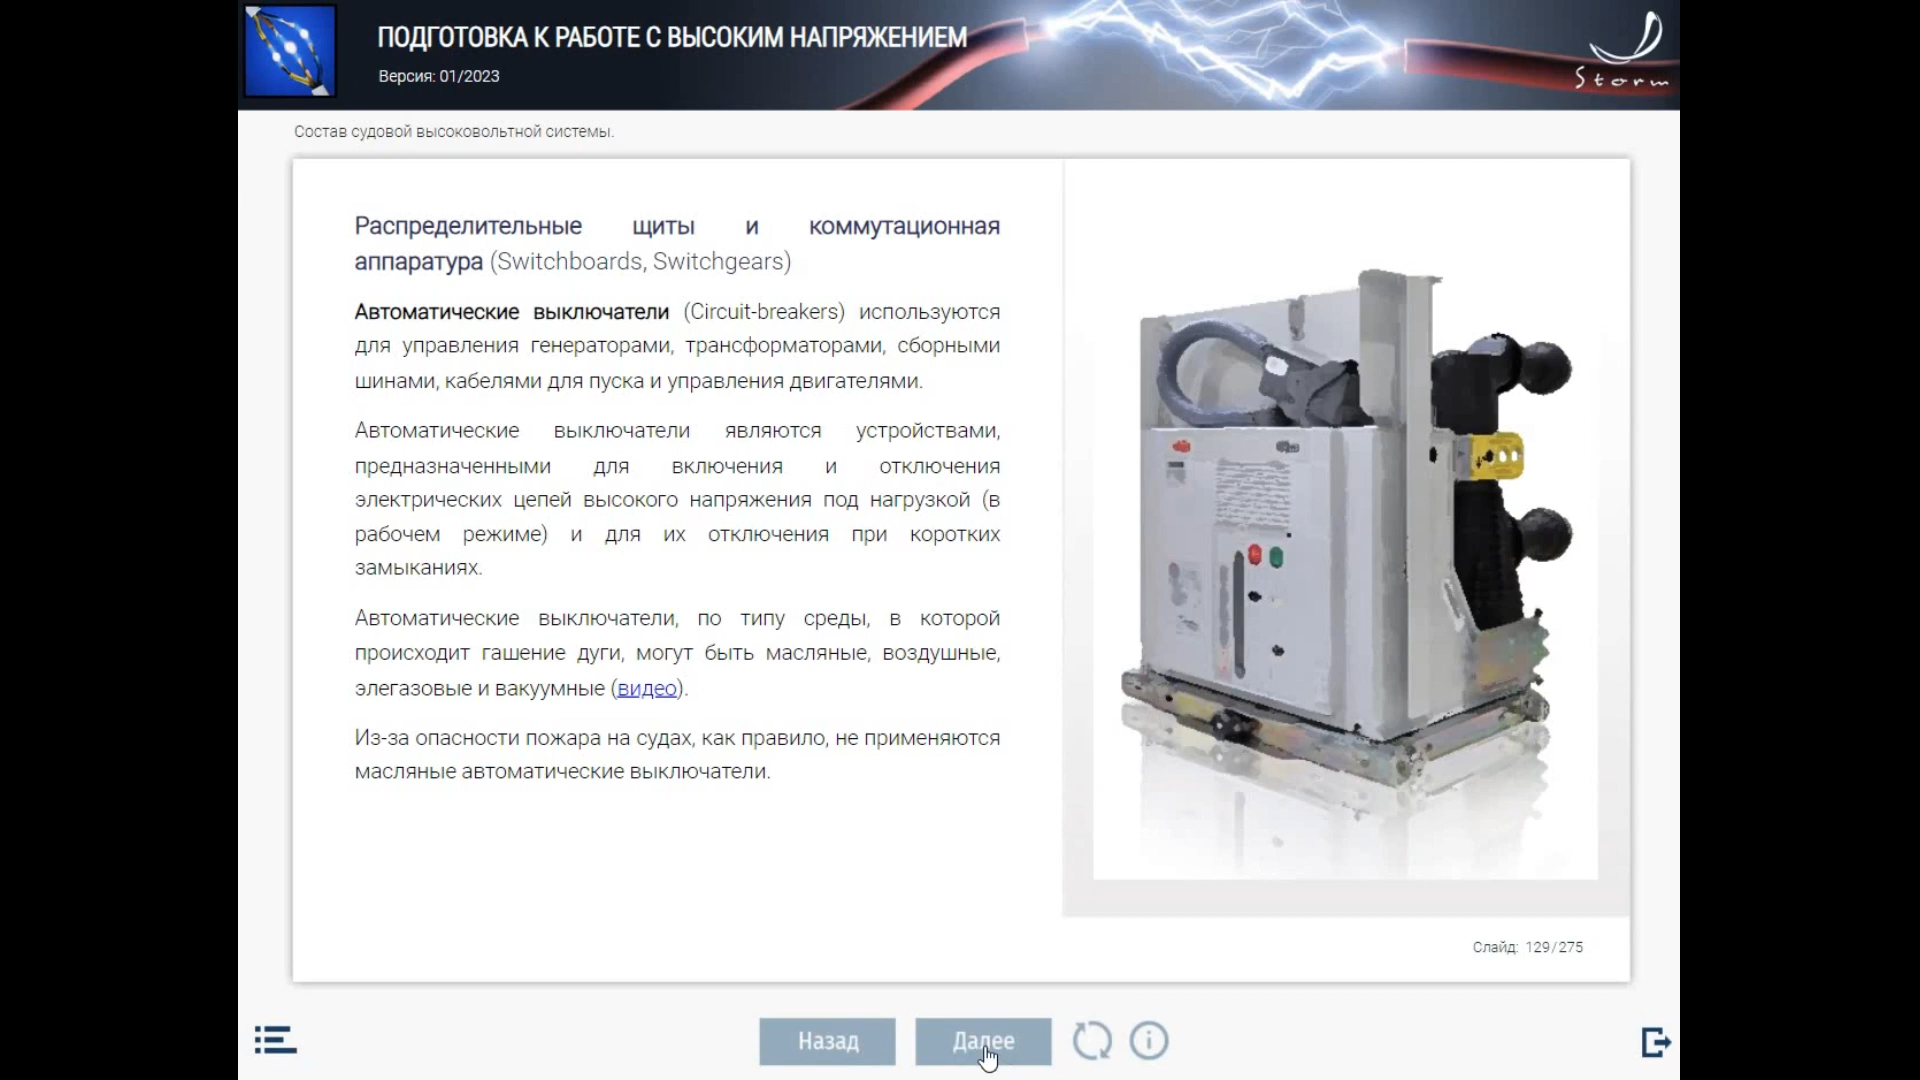 ПОДГОТОВКА К РАБОТЕ С ВЫСОКИМ НАПРЯЖЕНИЕМ
Версия: 01/2023
Storm
Состав судовой высоковольтной системы.
Распределительные щиты и коммутационная
аппаратура (Switchboards, Switchgears)
Автоматические выключатели (Circuit-breakers) используются
для управления генераторами, трансформаторами, сборными
шинами, кабелями для пуска и управления двигателями.
Автоматические выключатели являются устройствами,
предназначенными для включения и отключения
электрических цепей высокого напряжения под нагрузкой (в
рабочем режиме) и для их отключения при коротких
замыканиях.
Автоматические выключатели, по типу среды, в которой
происходит гашение дуги, могут быть масляные, воздушные,
элегазовые и вакуумные (видео).
Из-за опасности пожара на судах, как правило, не применяются
масляные автоматические выключатели.
Слайд: 129/275
Назад
Далее